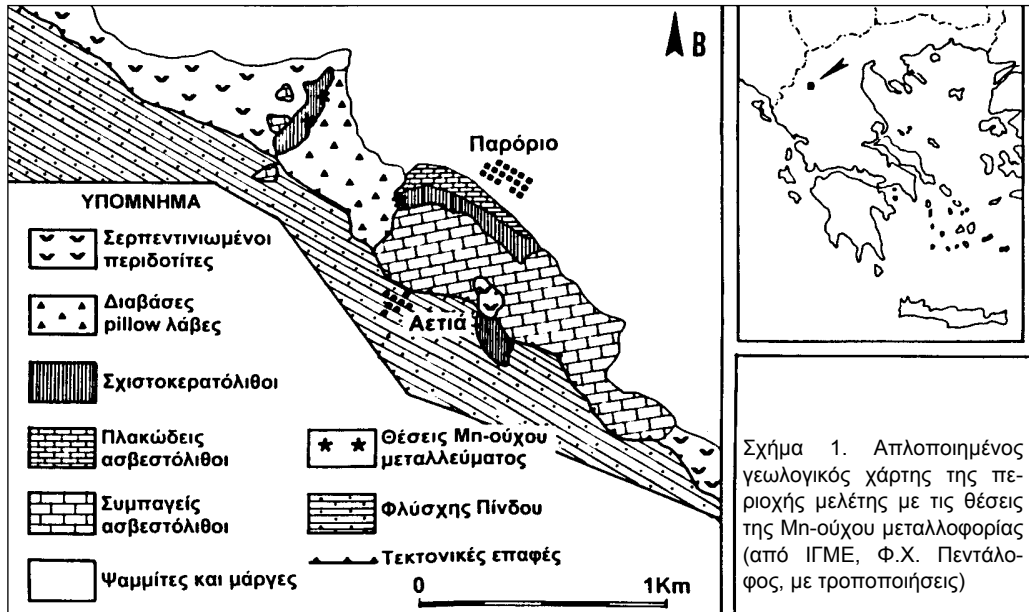 B
Παρόριο
Αετιά
ΥΠΟΜΝΗΜΑ
Σερπεντινιωμένοι
περιδοτίτες
Διαβάσες
pillow λάβες
Σχιστοκερατόλιθοι
Πλακώδεις
ασβεστόλιθοι
Συμπαγείς
ασβεστόλιθοι
Ψαμμίτες και μάργες
Θέσεις Mn-ούχου
μεταλλεύματος
Φλύσχης Πίνδου
Τεκτονικές επαφές
0 1Km
Σχήμα 1. Απλοποιημένος
γεωλογικός χάρτης της πε-
ριοχής μελέτης με τις θέσεις
της Mn-ούχου μεταλλοφορίας
(από ΙΓΜΕ, Φ.Χ. Πεντάλο-
φος, με τροποποιήσεις)